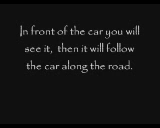 In front of the car you will
see it, then it will follow
the car along the road.